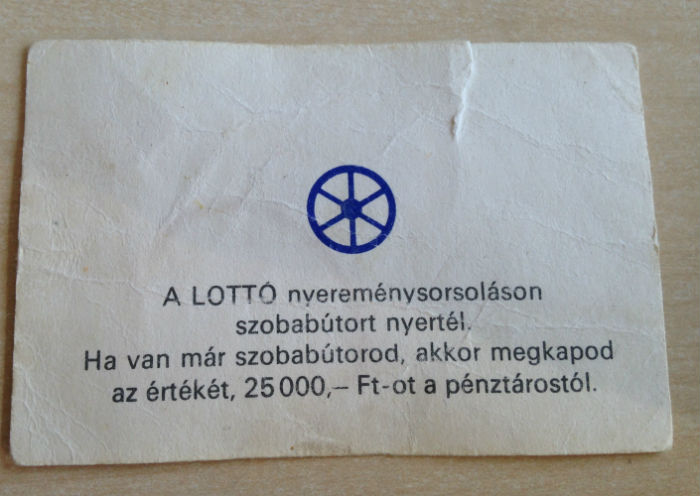 A LOTTÓ nyereménysorsoláson
szobabútort nyertél.
Ha van már szobabútorod, akkor megkapod
az értékét, 25 000,– Ft-ot a pénztárostól.